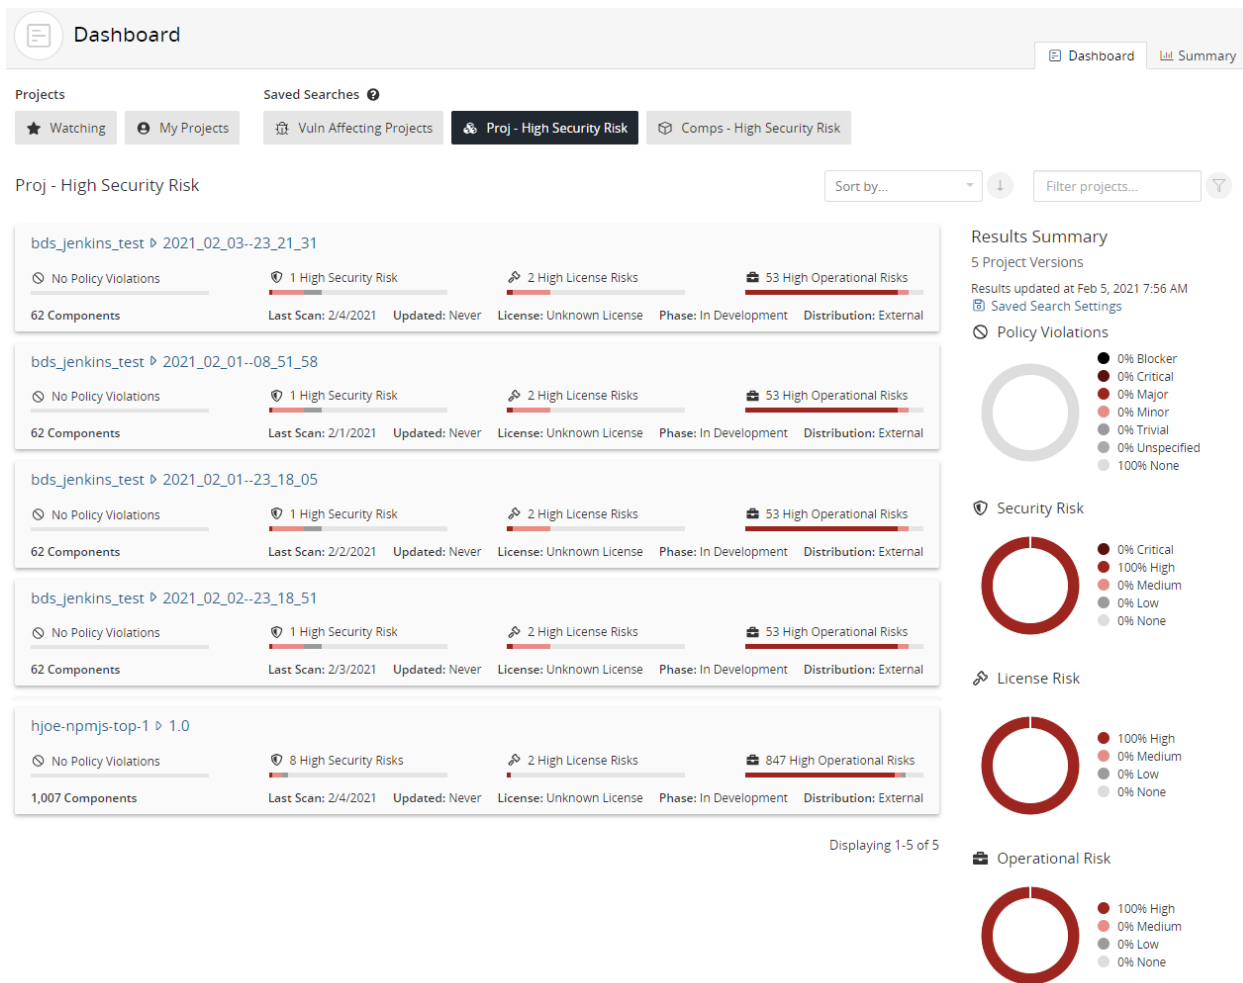 Dashboard
Dashboard Summary
Projects Saved Searches ?
Watching My Projects Vuln Affecting Projects Proj - High Security Risk Comps - High Security Risk
Proj - High Security Risk Sort by... Filter projects...
bds_jenkins_test 2021_02_03--23_21_31
No Policy Violations 1 High Security Risk 2 High License Risks 53 High Operational Risks
62 Components Last Scan: 2/4/2021 Updated: Never License: Unknown License Phase: In Development Distribution: External
bds_jenkins_test 2021_02_01--08_51_58
No Policy Violations 1 High Security Risk 2 High License Risks 53 High Operational Risks
62 Components Last Scan: 2/1/2021 Updated: Never License: Unknown License Phase: In Development Distribution: External
bds_jenkins_test 2021_02_01--23_18_05
No Policy Violations 1 High Security Risk 2 High License Risks 53 High Operational Risks
62 Components Last Scan: 2/2/2021 Updated: Never License: Unknown License Phase: In Development Distribution: External
bds_jenkins_test 2021_02_02--23_18_51
No Policy Violations 1 High Security Risk 2 High License Risks 53 High Operational Risks
62 Components Last Scan: 2/3/2021 Updated: Never License: Unknown License Phase: In Development Distribution: External
hjoe-npmjs-top-1 1.0
No Policy Violations 8 High Security Risks 2 High License Risks 847 High Operational Risks
1,007 Components Last Scan: 2/4/2021 Updated: Never License: Unknown License Phase: In Development Distribution: External
Displaying 1-5 of 5
Results Summary
5 Project Versions
Results updated at Feb 5, 2021 7:56 AM
Saved Search Settings
Policy Violations
0% Blocker
0% Critical
0% Major
0% Minor
0% Trivial
0% Unspecified
100% None
Security Risk
0% Critical
100% High
0% Medium
0% Low
0% None
License Risk
100% High
0% Medium
0% Low
0% None
Operational Risk
100% High
0% Medium
0% Low
0% None